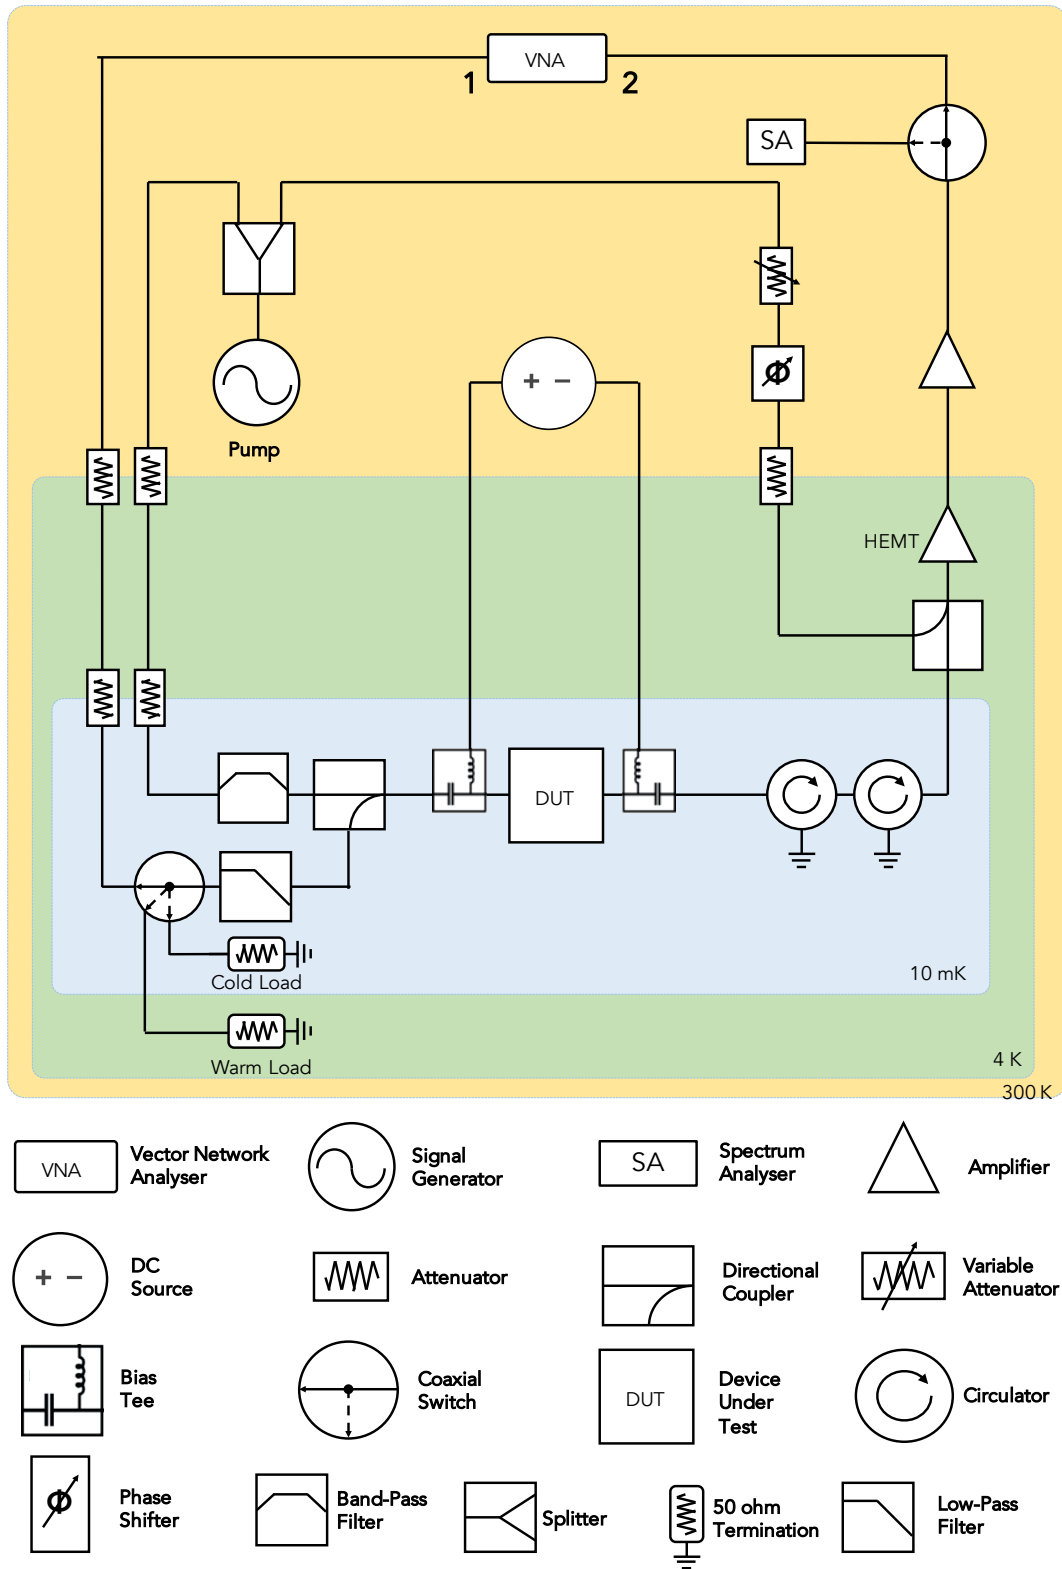 VNA
1 2
SA
+ −
Φ
Pump
HEMT
DUT
Cold Load
10 mK
Warm Load
4 K
300 K
VNA
Vector Network
Analyser
Signal
Generator
SA
Spectrum
Analyser
Amplifier
+ −
DC
Source
Attenuator
Directional
Coupler
Variable
Attenuator
Bias
Tee
Coaxial
Switch
DUT
Device
Under
Test
Circulator
Φ
Phase
Shifter
Band-Pass
Filter
Splitter
50 ohm
Termination
Low-Pass
Filter